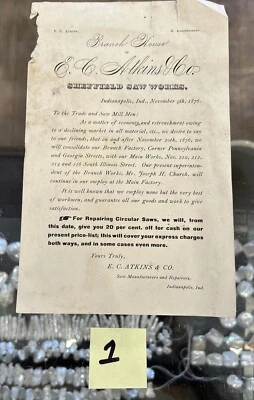 E. C. ATKINS.
Branch House
OF
E. C. Atkins & Co.
SHEFFIELD SAW WORKS.
Indianapolis, Ind., November 9th, 1876.
To the Trade and Saw Mill Men:
As a matter of economy, and retrenchment owing
to a declining market in all material, etc., we desire to say
to our friends, that on and after November 20th, 1876, we
will consolidate our Branch Factory, Corner Pennsylvania
and Georgia Streets, with our Main Works, Nos. 210, 212,
214 and 216 South Illinois Street. Our present superintendent
of the Branch Works, Mr. Joseph H. Church, will
continue in our employ at the Main Factory.
It is well known that we employ none but the very best
of workmen, and guarantee all our goods and work to give
satisfaction.
☛ For Repairing Circular Saws, we will, from
this date, give you 20 per cent. off for cash on our
present price-list; this will cover your express charges
both ways, and in some cases even more.
Yours Truly,
E. C. ATKINS & CO.
Saw Manufacturers and Repairers,
Indianapolis, Ind
1